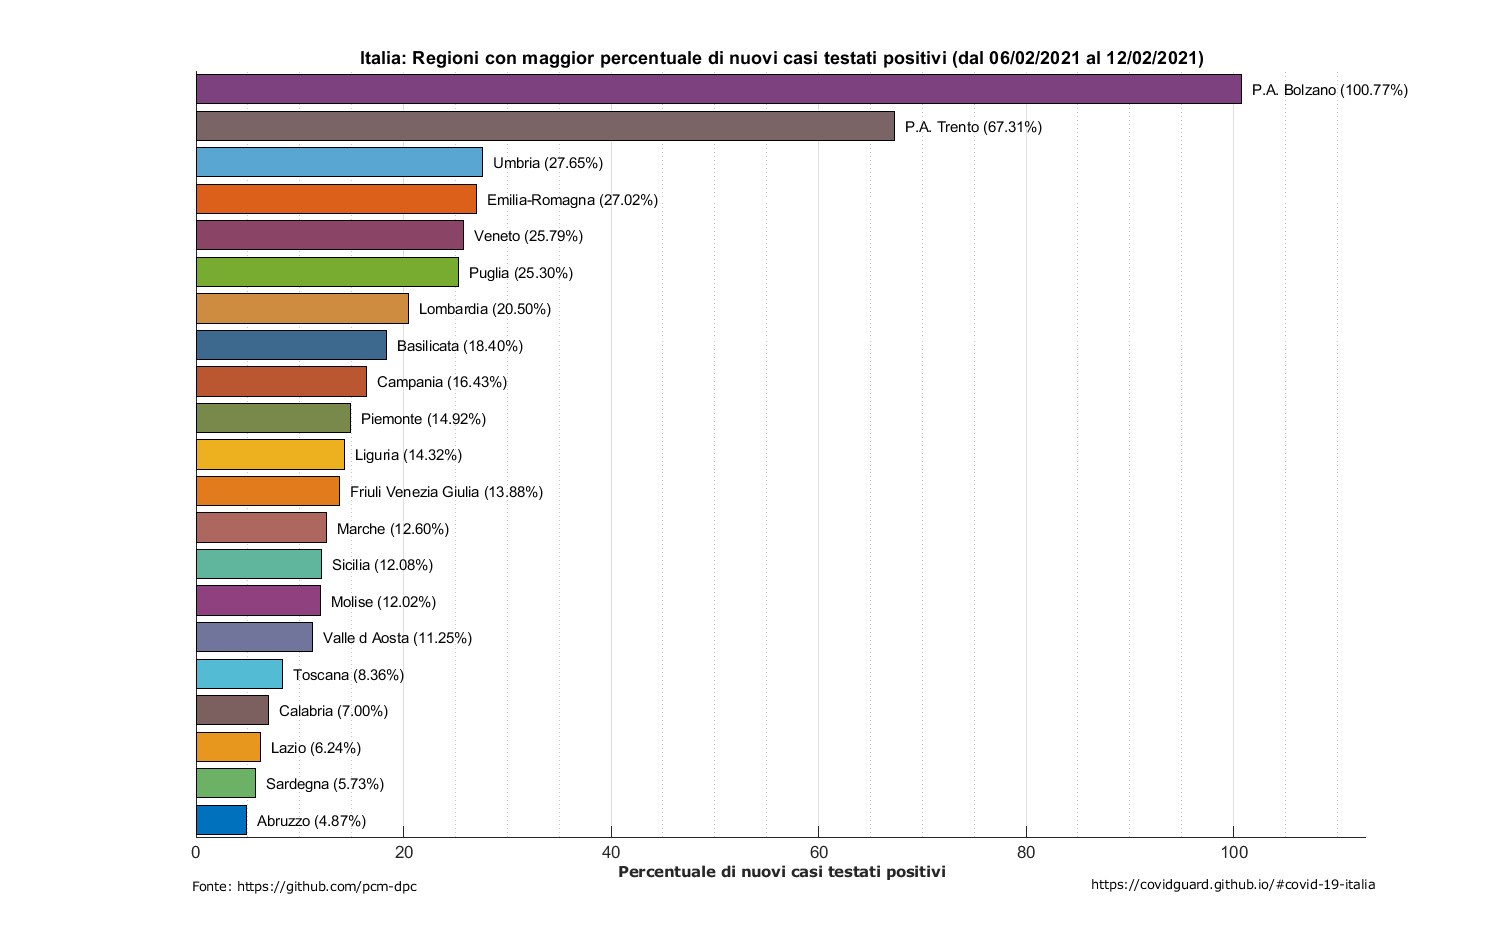 Italia: Regioni con maggior percentuale di nuovi casi testati positivi (dal 06/02/2021 al 12/02/2021)
P.A. Bolzano (100.77%)
P.A. Trento (67.31%)
Umbria (27.65%)
Emilia-Romagna (27.02%)
Veneto (25.79%)
Puglia (25.30%)
Lombardia (20.50%)
Basilicata (18.40%)
Campania (16.43%)
Piemonte (14.92%)
Liguria (14.32%)
Friuli Venezia Giulia (13.88%)
Marche (12.60%)
Sicilia (12.08%)
Molise (12.02%)
Valle d Aosta (11.25%)
Toscana (8.36%)
Calabria (7.00%)
Lazio (6.24%)
Sardegna (5.73%)
Abruzzo (4.87%)
0 20 40 60 80 100
Percentuale di nuovi casi testati positivi
Fonte: https://github.com/pcm-dpc
https://covidguard.github.io/#covid-19-italia